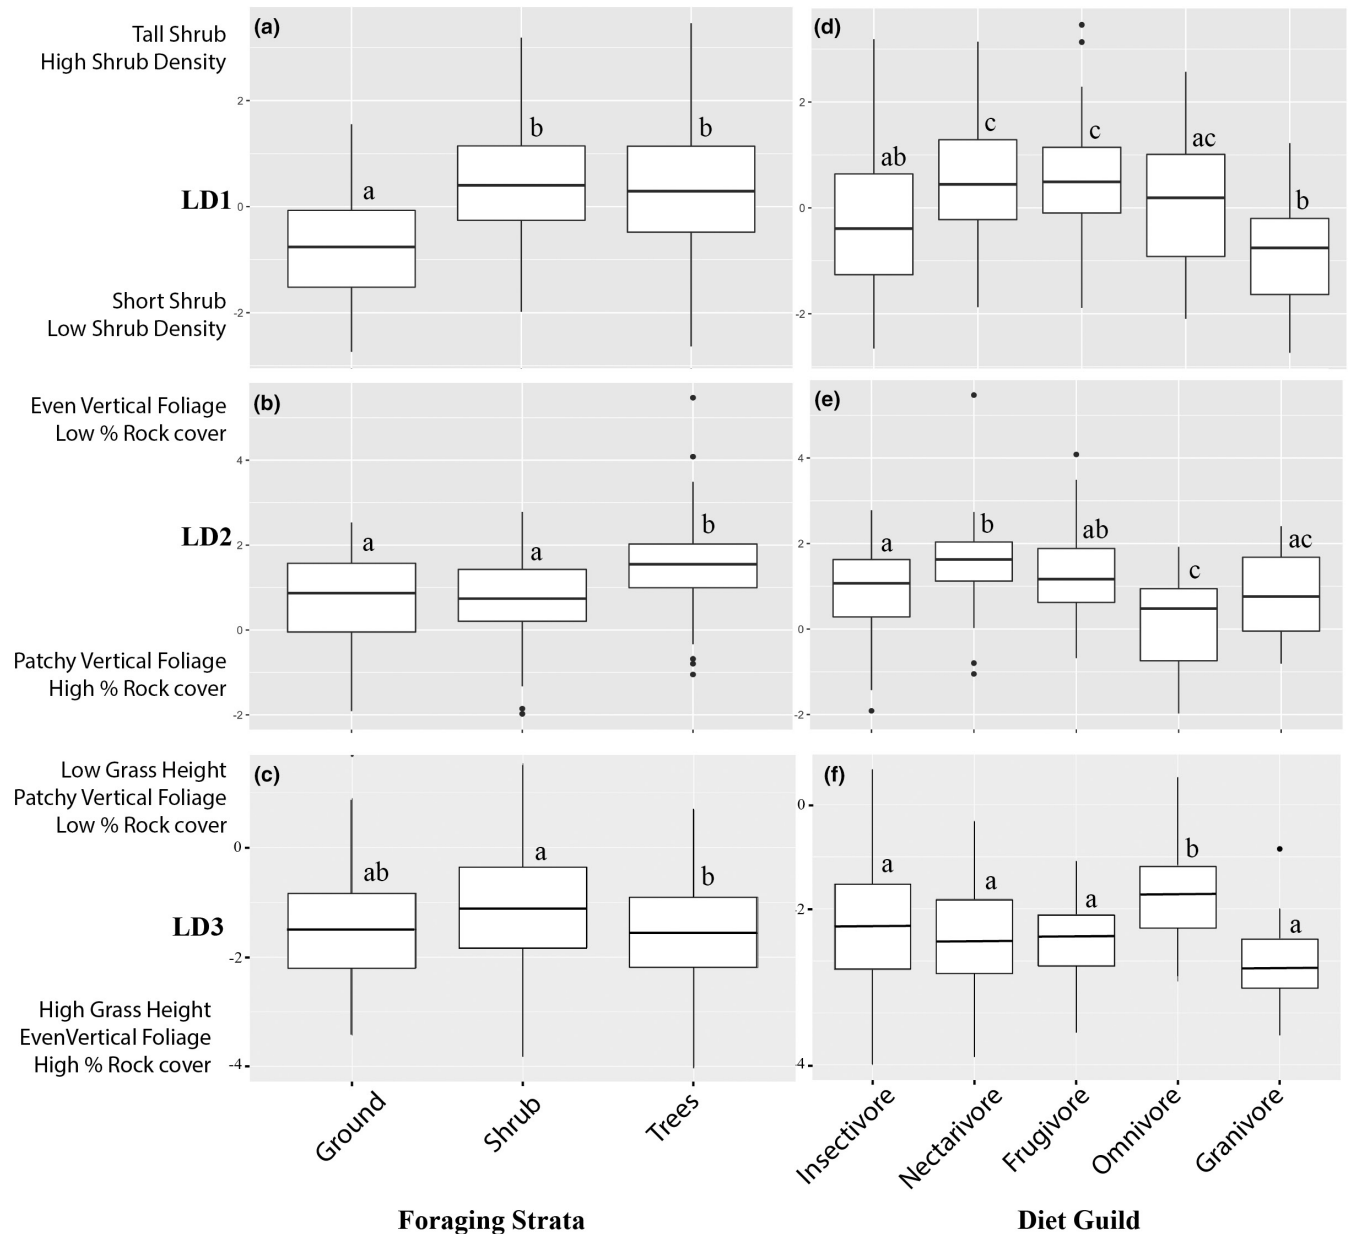 Tall Shrub
High Shrub Density
LD1
Short Shrub
Low Shrub Density
(a)
2
0
-2
a
b
b
(d)
2
0
-2
ab
c
c
ac
b
Even Vertical Foliage
Low % Rock cover
LD2
Patchy Vertical Foliage
High % Rock cover
(b)
4
2
0
-2
a
a
b
(e)
4
2
0
-2
a
b
ab
c
ac
Low Grass Height
Patchy Vertical Foliage
Low % Rock cover
LD3
High Grass Height
EvenVertical Foliage
High % Rock cover
(c)
0
-2
-4
ab
a
b
(f)
0
-2
-4
a
a
a
b
a
Ground
Shrub
Trees
Insectivore
Nectarivore
Frugivore
Omnivore
Granivore
Foraging Strata
Diet Guild